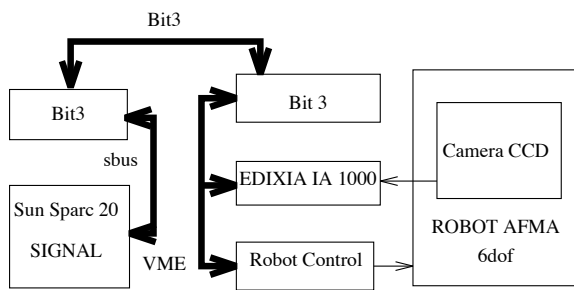 Bit3
Bit3
Bit 3
sbus
EDIXIA IA 1000
Camera CCD
Sun Sparc 20
SIGNAL
VME
Robot Control
ROBOT AFMA
6dof